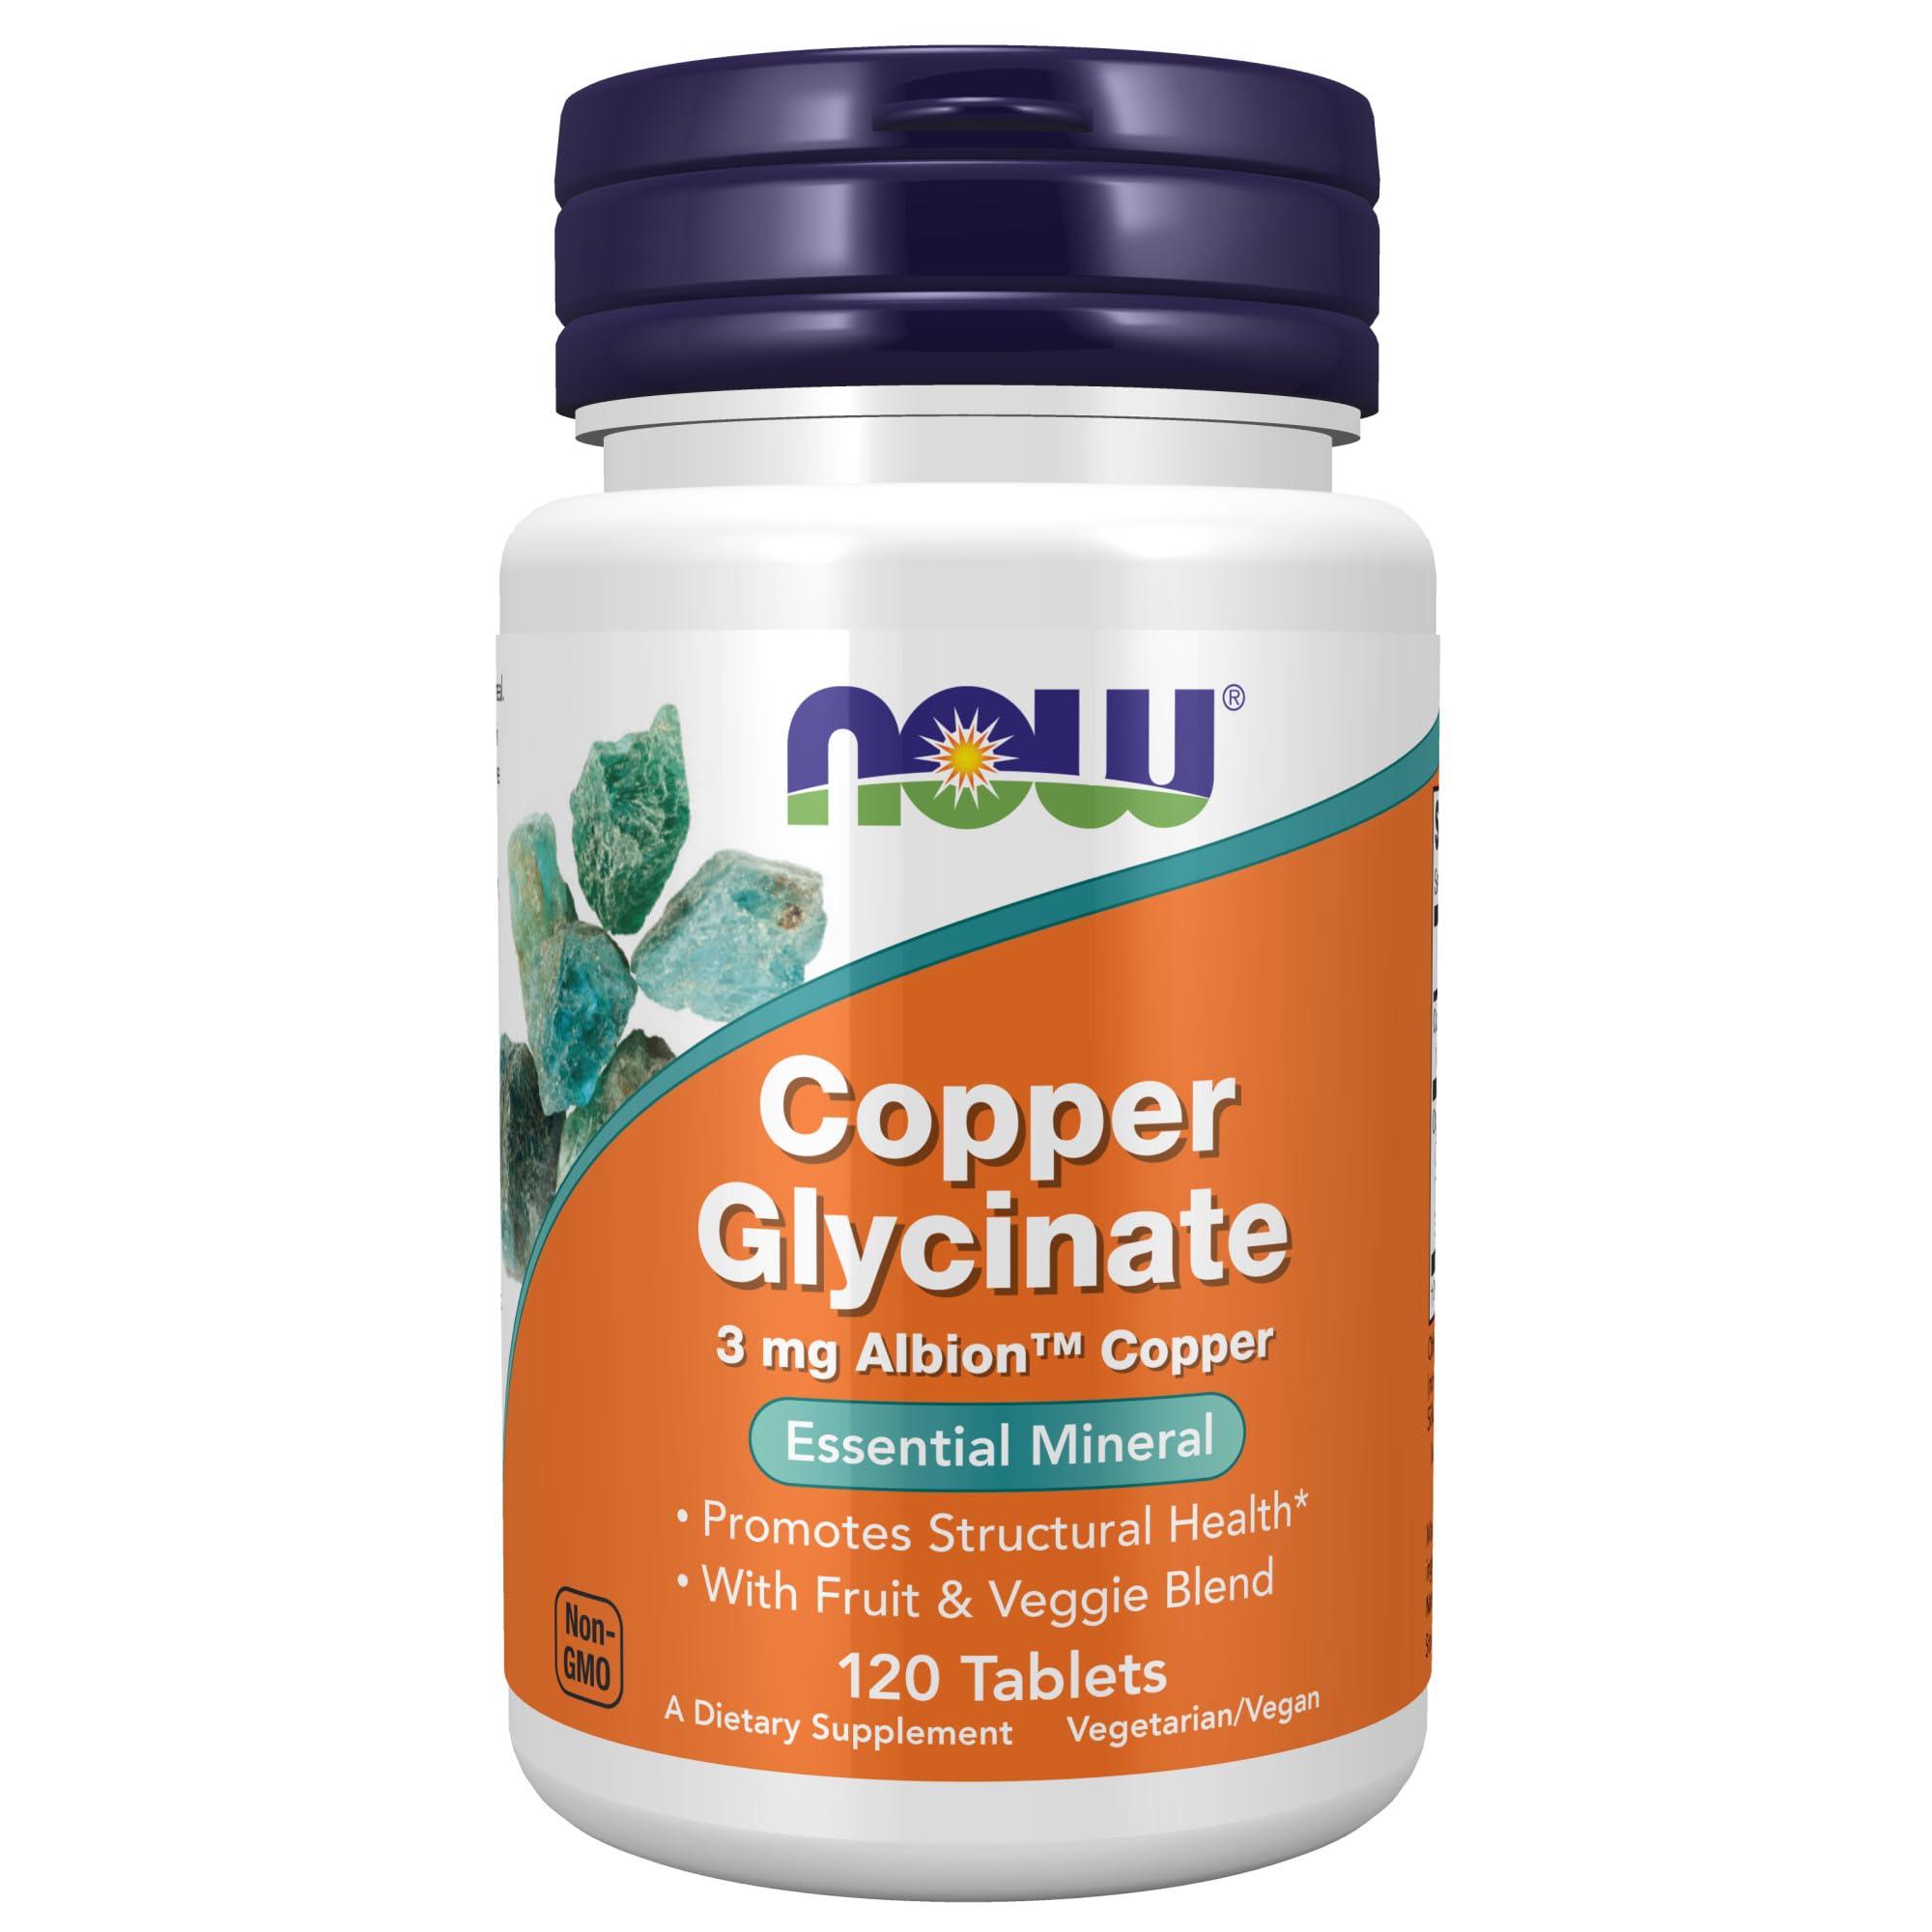 now®
Copper
Glycinate
3 mg Albion™ Copper
Essential Mineral
• Promotes Structural Health*
• With Fruit & Veggie Blend
Non-
GMO
120 Tablets
A Dietary Supplement Vegetarian/Vegan